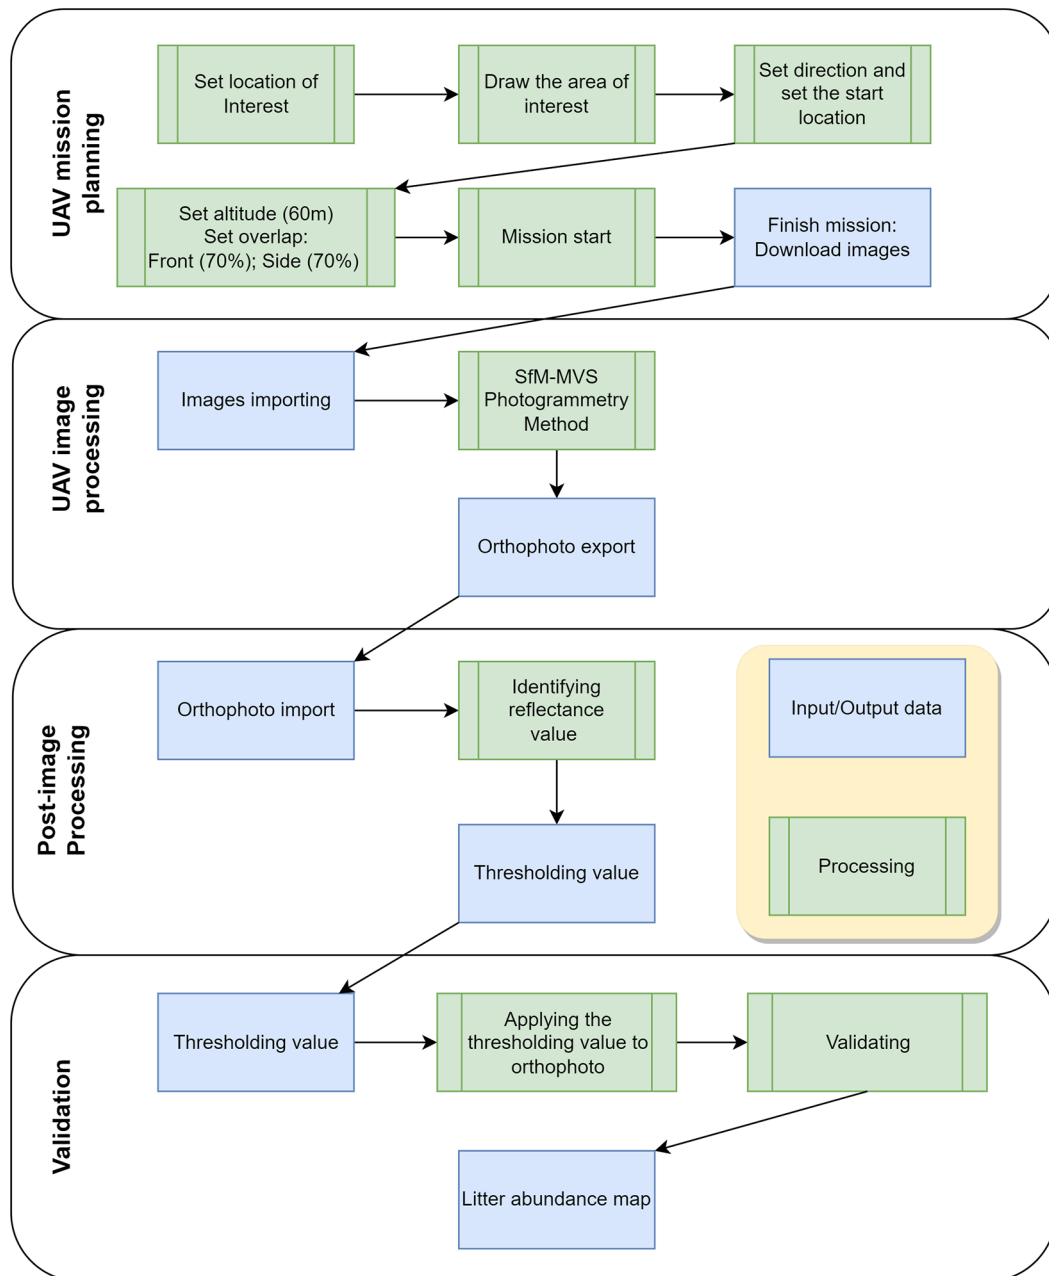 UAV mission
planning
Set location of
Interest
Draw the area of
interest
Set direction and
set the start
location
Set altitude (60m)
Set overlap:
Front (70%); Side (70%)
Mission start
Finish mission:
Download images
UAV image
processing
Images importing
SfM-MVS
Photogrammetry
Method
Orthophoto export
Post-image
Processing
Orthophoto import
Identifying
reflectance
value
Thresholding value
Input/Output data
Processing
Validation
Thresholding value
Applying the
thresholding value to
orthophoto
Validating
Litter abundance map